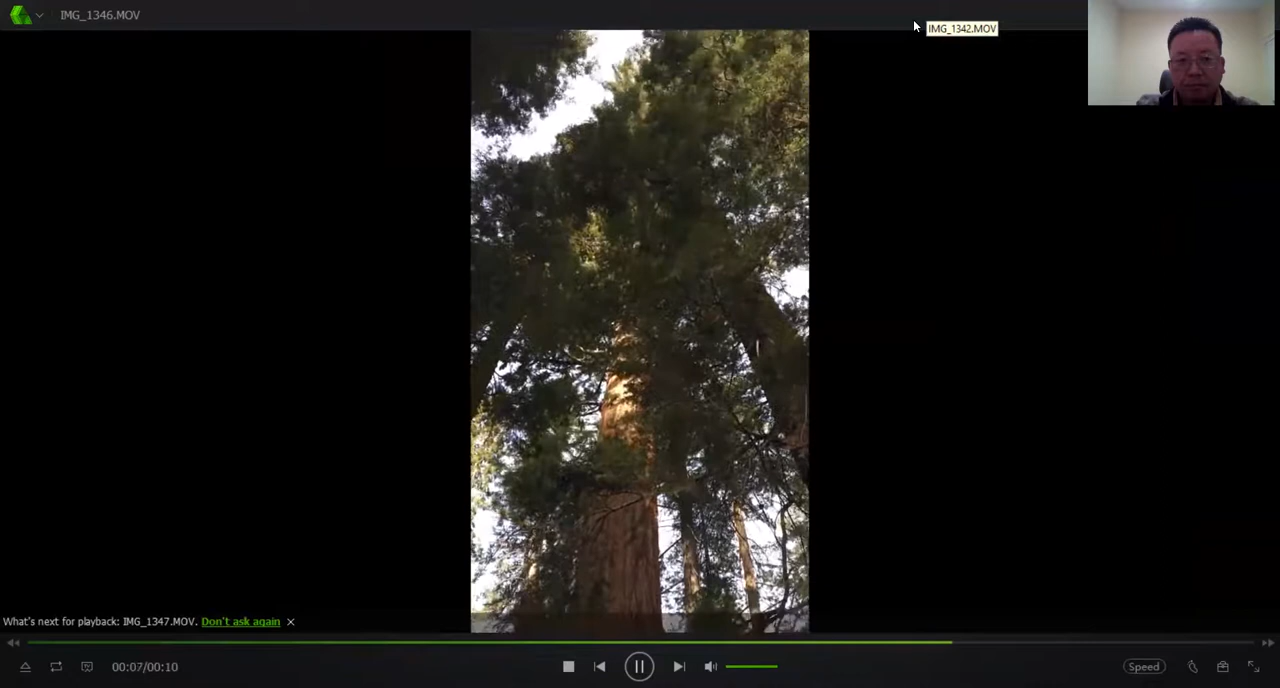 IMG_1346.MOV
IMG_1342.MOV
What's next for playback: IMG_1347.MOV. Don't ask again
00:07/00:10
Speed